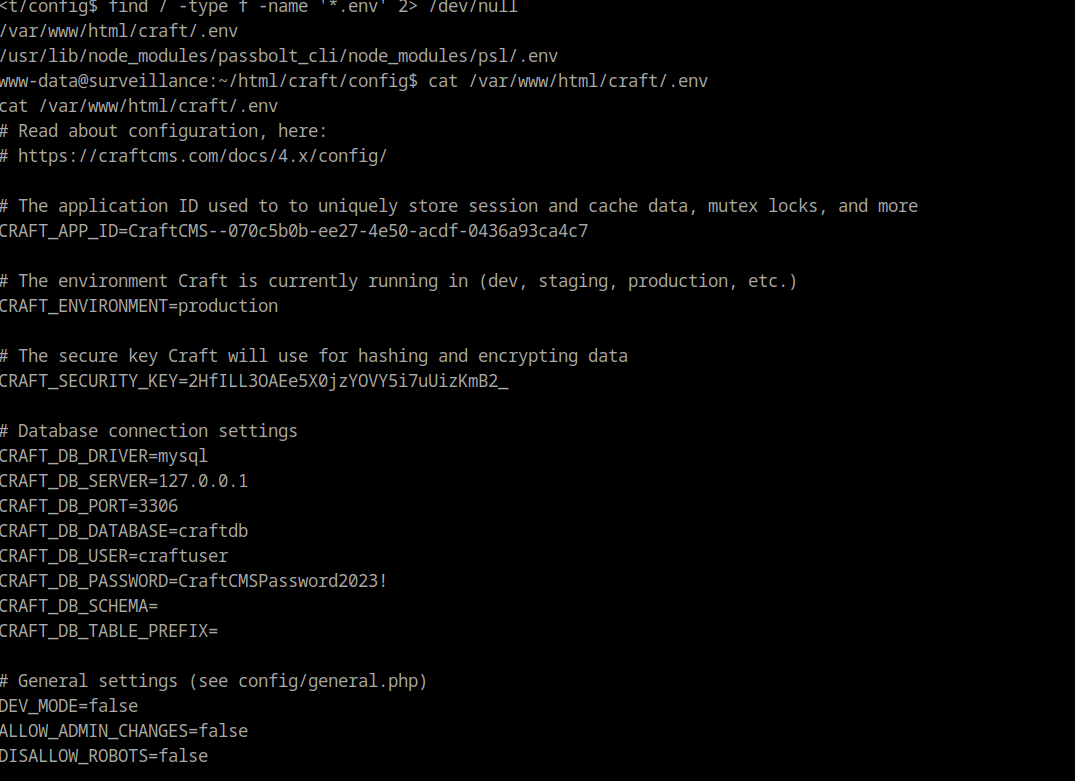 <t/config$ find / -type f -name '*.env' 2> /dev/null
/var/www/html/craft/.env
/usr/lib/node_modules/passbolt_cli/node_modules/psl/.env
www-data@surveillance:~/html/craft/config$ cat /var/www/html/craft/.env
cat /var/www/html/craft/.env
# Read about configuration, here:
# https://craftcms.com/docs/4.x/config/

# The application ID used to to uniquely store session and cache data, mutex locks, and more
CRAFT_APP_ID=CraftCMS--070c5b0b-ee27-4e50-acdf-0436a93ca4c7

# The environment Craft is currently running in (dev, staging, production, etc.)
CRAFT_ENVIRONMENT=production

# The secure key Craft will use for hashing and encrypting data
CRAFT_SECURITY_KEY=2HfILL3OAEe5X0jzYOVY5i7uUizKmB2_

# Database connection settings
CRAFT_DB_DRIVER=mysql
CRAFT_DB_SERVER=127.0.0.1
CRAFT_DB_PORT=3306
CRAFT_DB_DATABASE=craftdb
CRAFT_DB_USER=craftuser
CRAFT_DB_PASSWORD=CraftCMSPassword2023!
CRAFT_DB_SCHEMA=
CRAFT_DB_TABLE_PREFIX=

# General settings (see config/general.php)
DEV_MODE=false
ALLOW_ADMIN_CHANGES=false
DISALLOW_ROBOTS=false